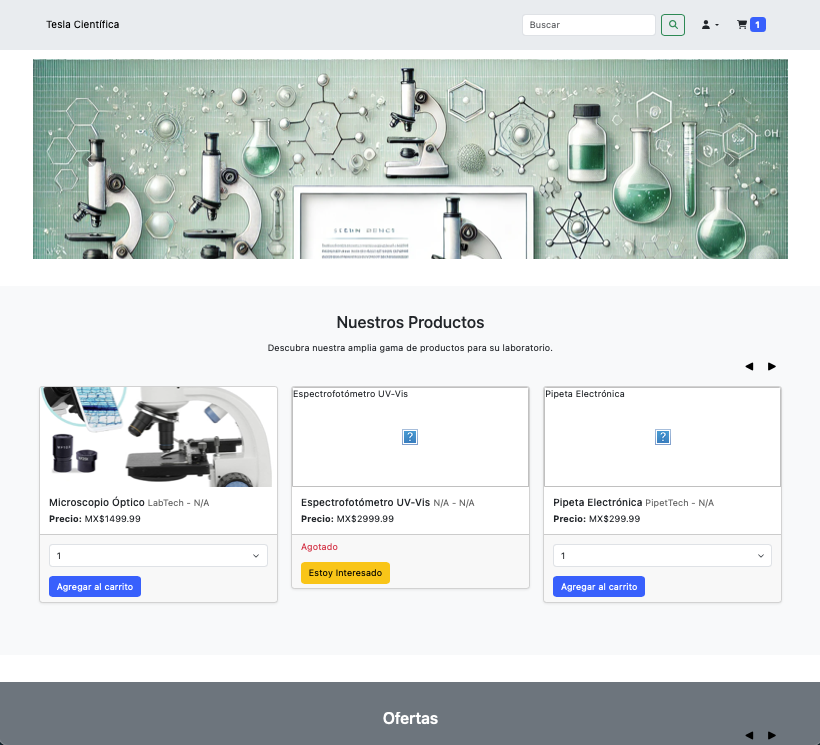 Tesla Científica
Buscar
1
CH
OH
Nuestros Productos
Descubra nuestra amplia gama de productos para su laboratorio.
Espectrofotómetro UV-Vis
Pipeta Electrónica
Microscopio Óptico LabTech - N/A
Precio: MX$1499.99
1
Agregar al carrito
Espectrofotómetro UV-Vis N/A - N/A
Precio: MX$2999.99
Agotado
Estoy Interesado
Pipeta Electrónica PipetTech - N/A
Precio: MX$299.99
1
Agregar al carrito
Ofertas